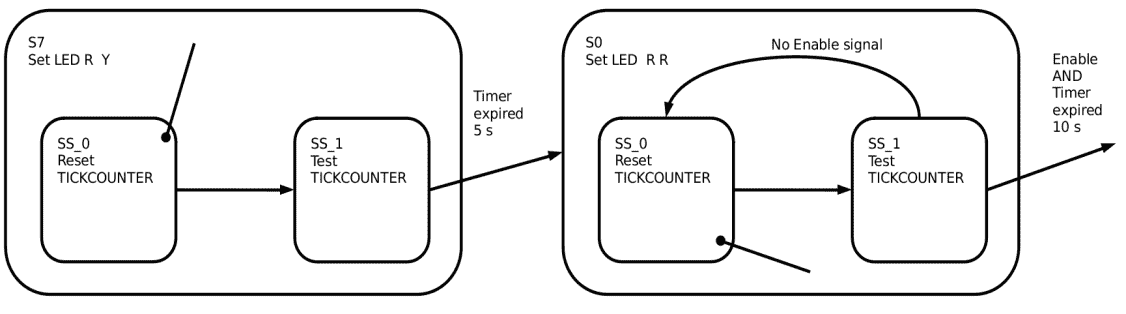 S7
Set LED R Y
SS_0
Reset
TICKCOUNTER
SS_1
Test
TICKCOUNTER
Timer
expired
5 s
S0
Set LED R R
No Enable signal
SS_0
Reset
TICKCOUNTER
SS_1
Test
TICKCOUNTER
Enable
AND
Timer
expired
10 s